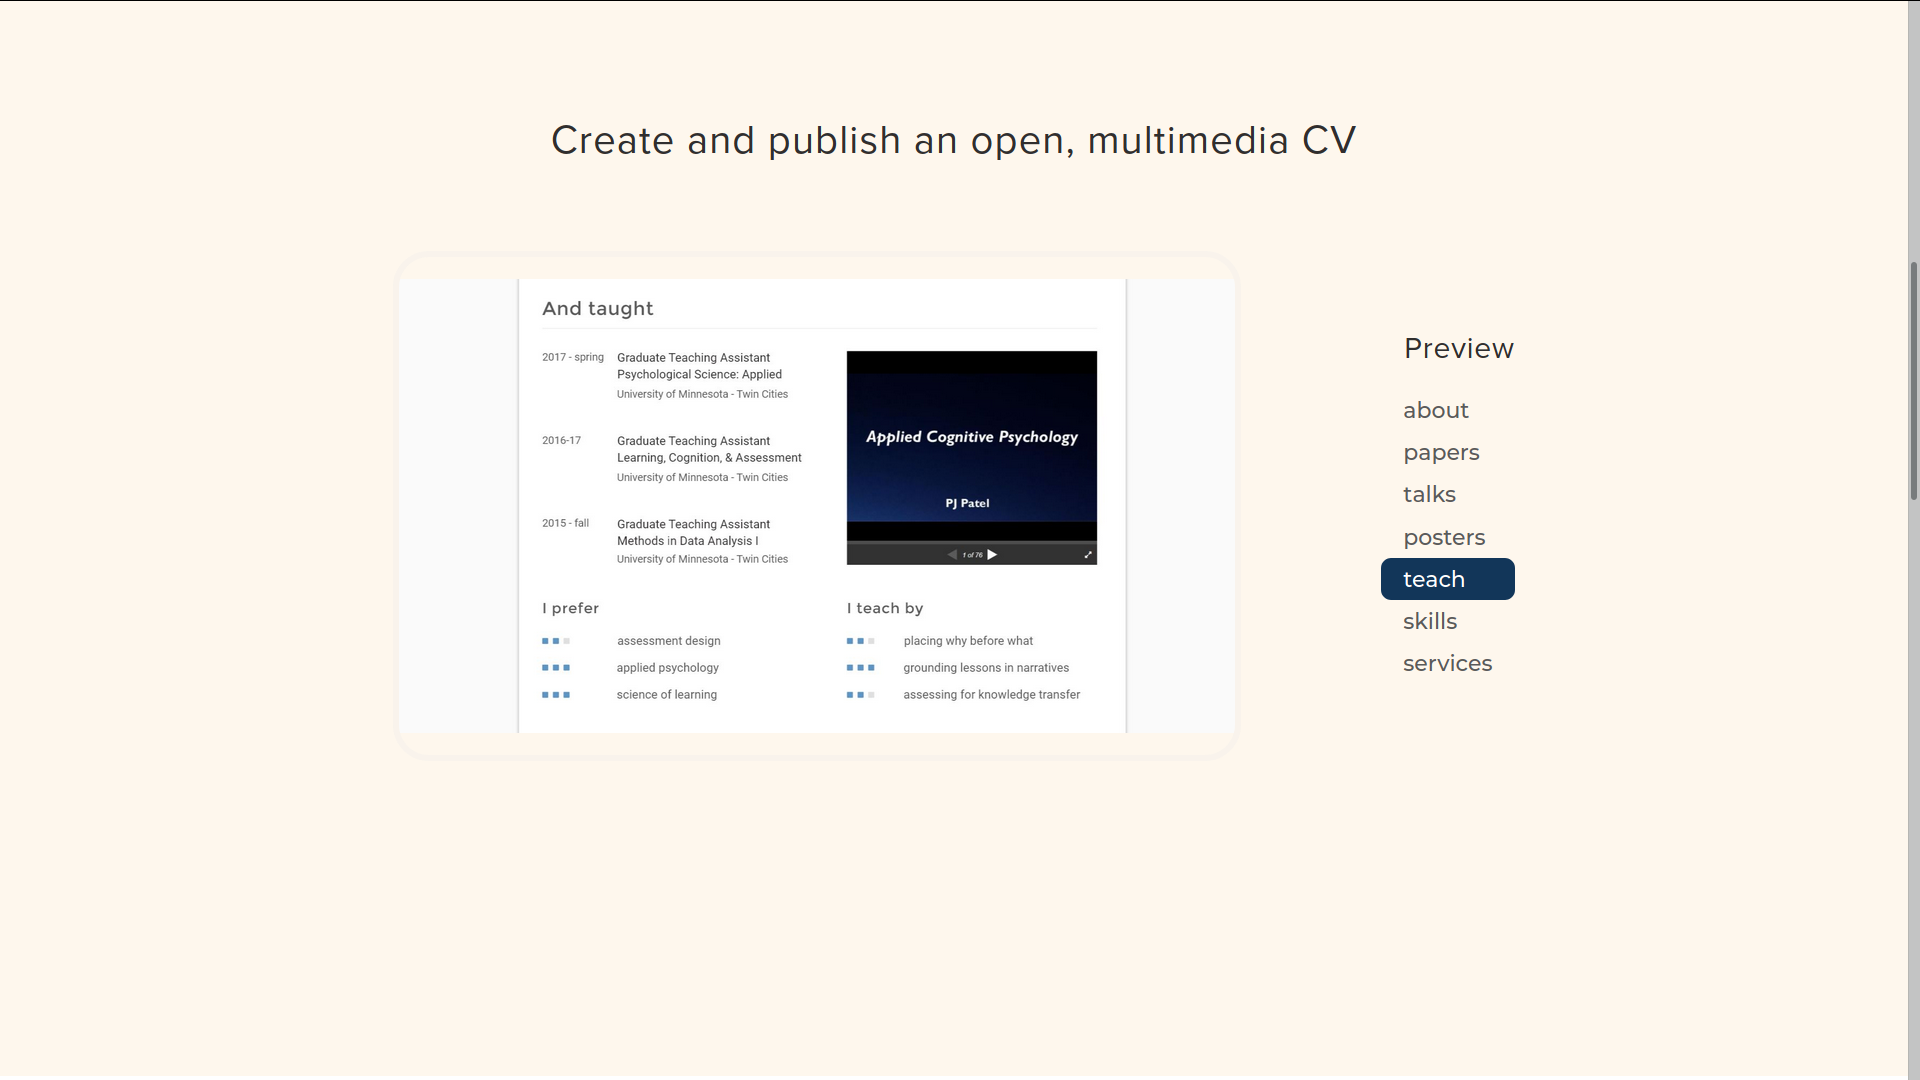 Create and publish an open, multimedia CV
And taught
2017 - spring
Graduate Teaching Assistant
Psychological Science: Applied
University of Minnesota - Twin Cities
2016-17
Graduate Teaching Assistant
Learning, Cognition, & Assessment
University of Minnesota - Twin Cities
2015 - fall
Graduate Teaching Assistant
Methods in Data Analysis I
University of Minnesota - Twin Cities
Applied Cognitive Psychology
PJ Patel
1 of 76
I prefer
assessment design
applied psychology
science of learning
I teach by
placing why before what
grounding lessons in narratives
assessing for knowledge transfer
Preview
about
papers
talks
posters
teach
skills
services